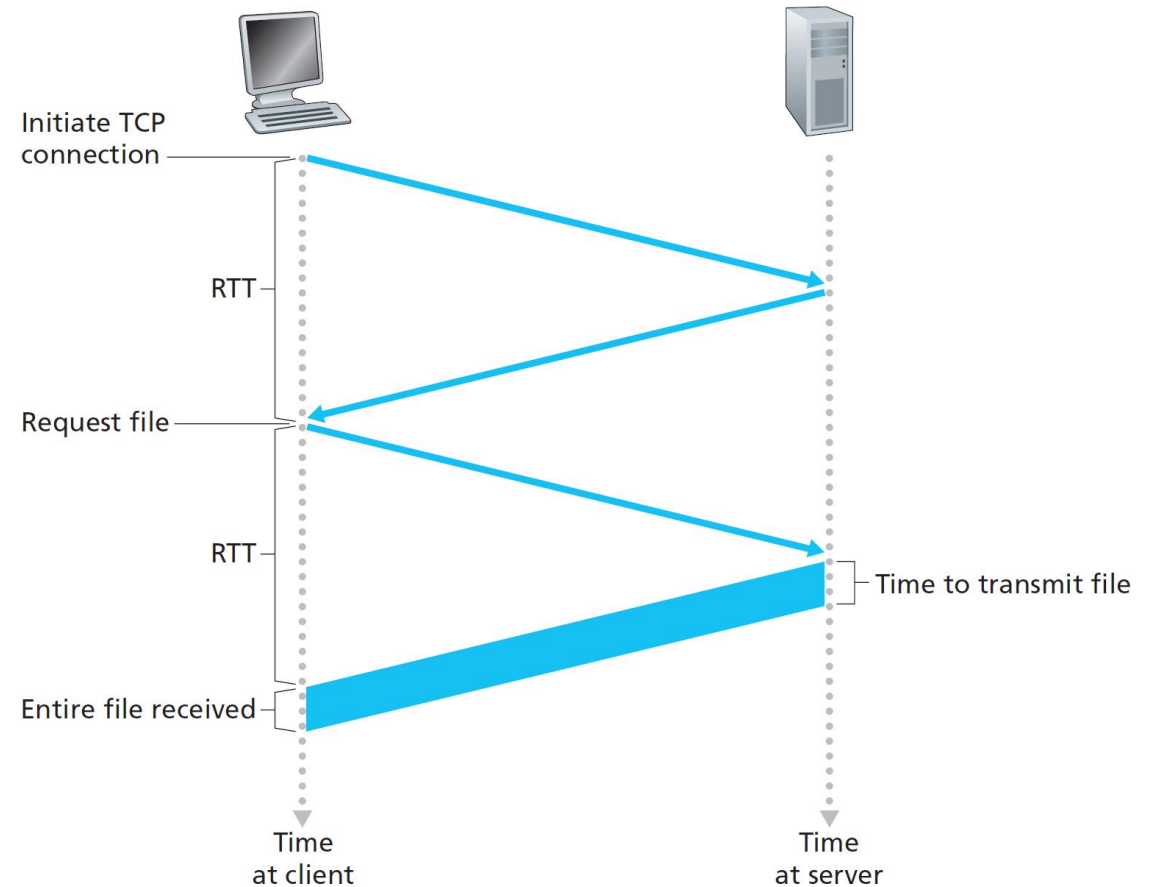 Initiate TCP
connection
RTT
Request file
RTT
Time to transmit file
Entire file received
Time
at client
Time
at server